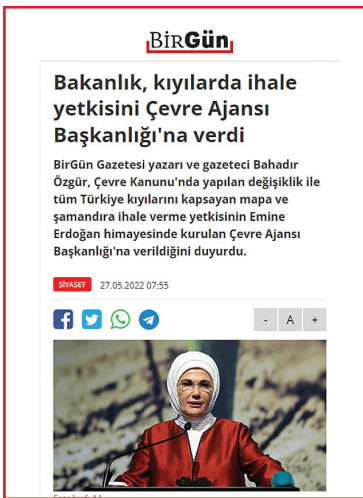 BirGün
Bakanlık, kıyılarda ihale
yetkisini Çevre Ajansı
Başkanlığı'na verdi
BirGün Gazetesi yazarı ve gazeteci Bahadır
Özgür, Çevre Kanunu'nda yapılan değişiklik ile
tüm Türkiye kıyılarını kapsayan mapa ve
şamandıra ihale verme yetkisinin Emine
Erdoğan himayesinde kurulan Çevre Ajansı
Başkanlığı'na verildiğini duyurdu.
SİYASET 27.05.2022 07:55
- A +